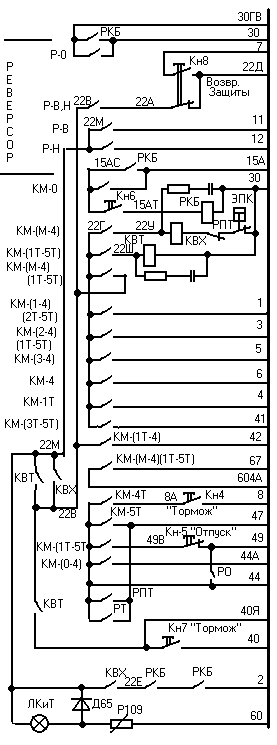 30ГВ
РКБ 30
Р-0
7
Кн8
22Д
РЕВЕРСОР
Возвр.
Защиты
Р-В,Н 22В 22А
22М 11
Р-В
12
Р-Н
15АС РКБ 15А
КМ-0 30
Кн6 ЭПК
15АТ РКБ РПТ
КМ-(М-4) 22Г 22У КВХ
КМ-(1Т-5Т) 22Ш КВТ
КМ-(М-4)
(1Т-5Т)
КМ-(1-4) 1
(2Т-5Т)
КМ-(2-4) 3
(1Т-5Т)
КМ-(3-4) 5
КМ-4 6
КМ-1Т 4
КМ-(3Т-5Т) 41
22М КМ-(1Т-4) 42
КВТ КВХ КМ-(М-4)(1Т-5Т) 67
604А
22В
КМ-4Т 8А Кн4 8
КМ-5Т "Тормож" 47
Кн-5 "Отпуск"
КМ-(1Т-5Т 49В 49
КМ-(0-4) 44А
РО 44
КВТ РПТ
РТ 40Я
Кн7 "Тормож"
40
КВХ РКБ РКБ
22Е 2
ЛКиТ Д65 Р109 60